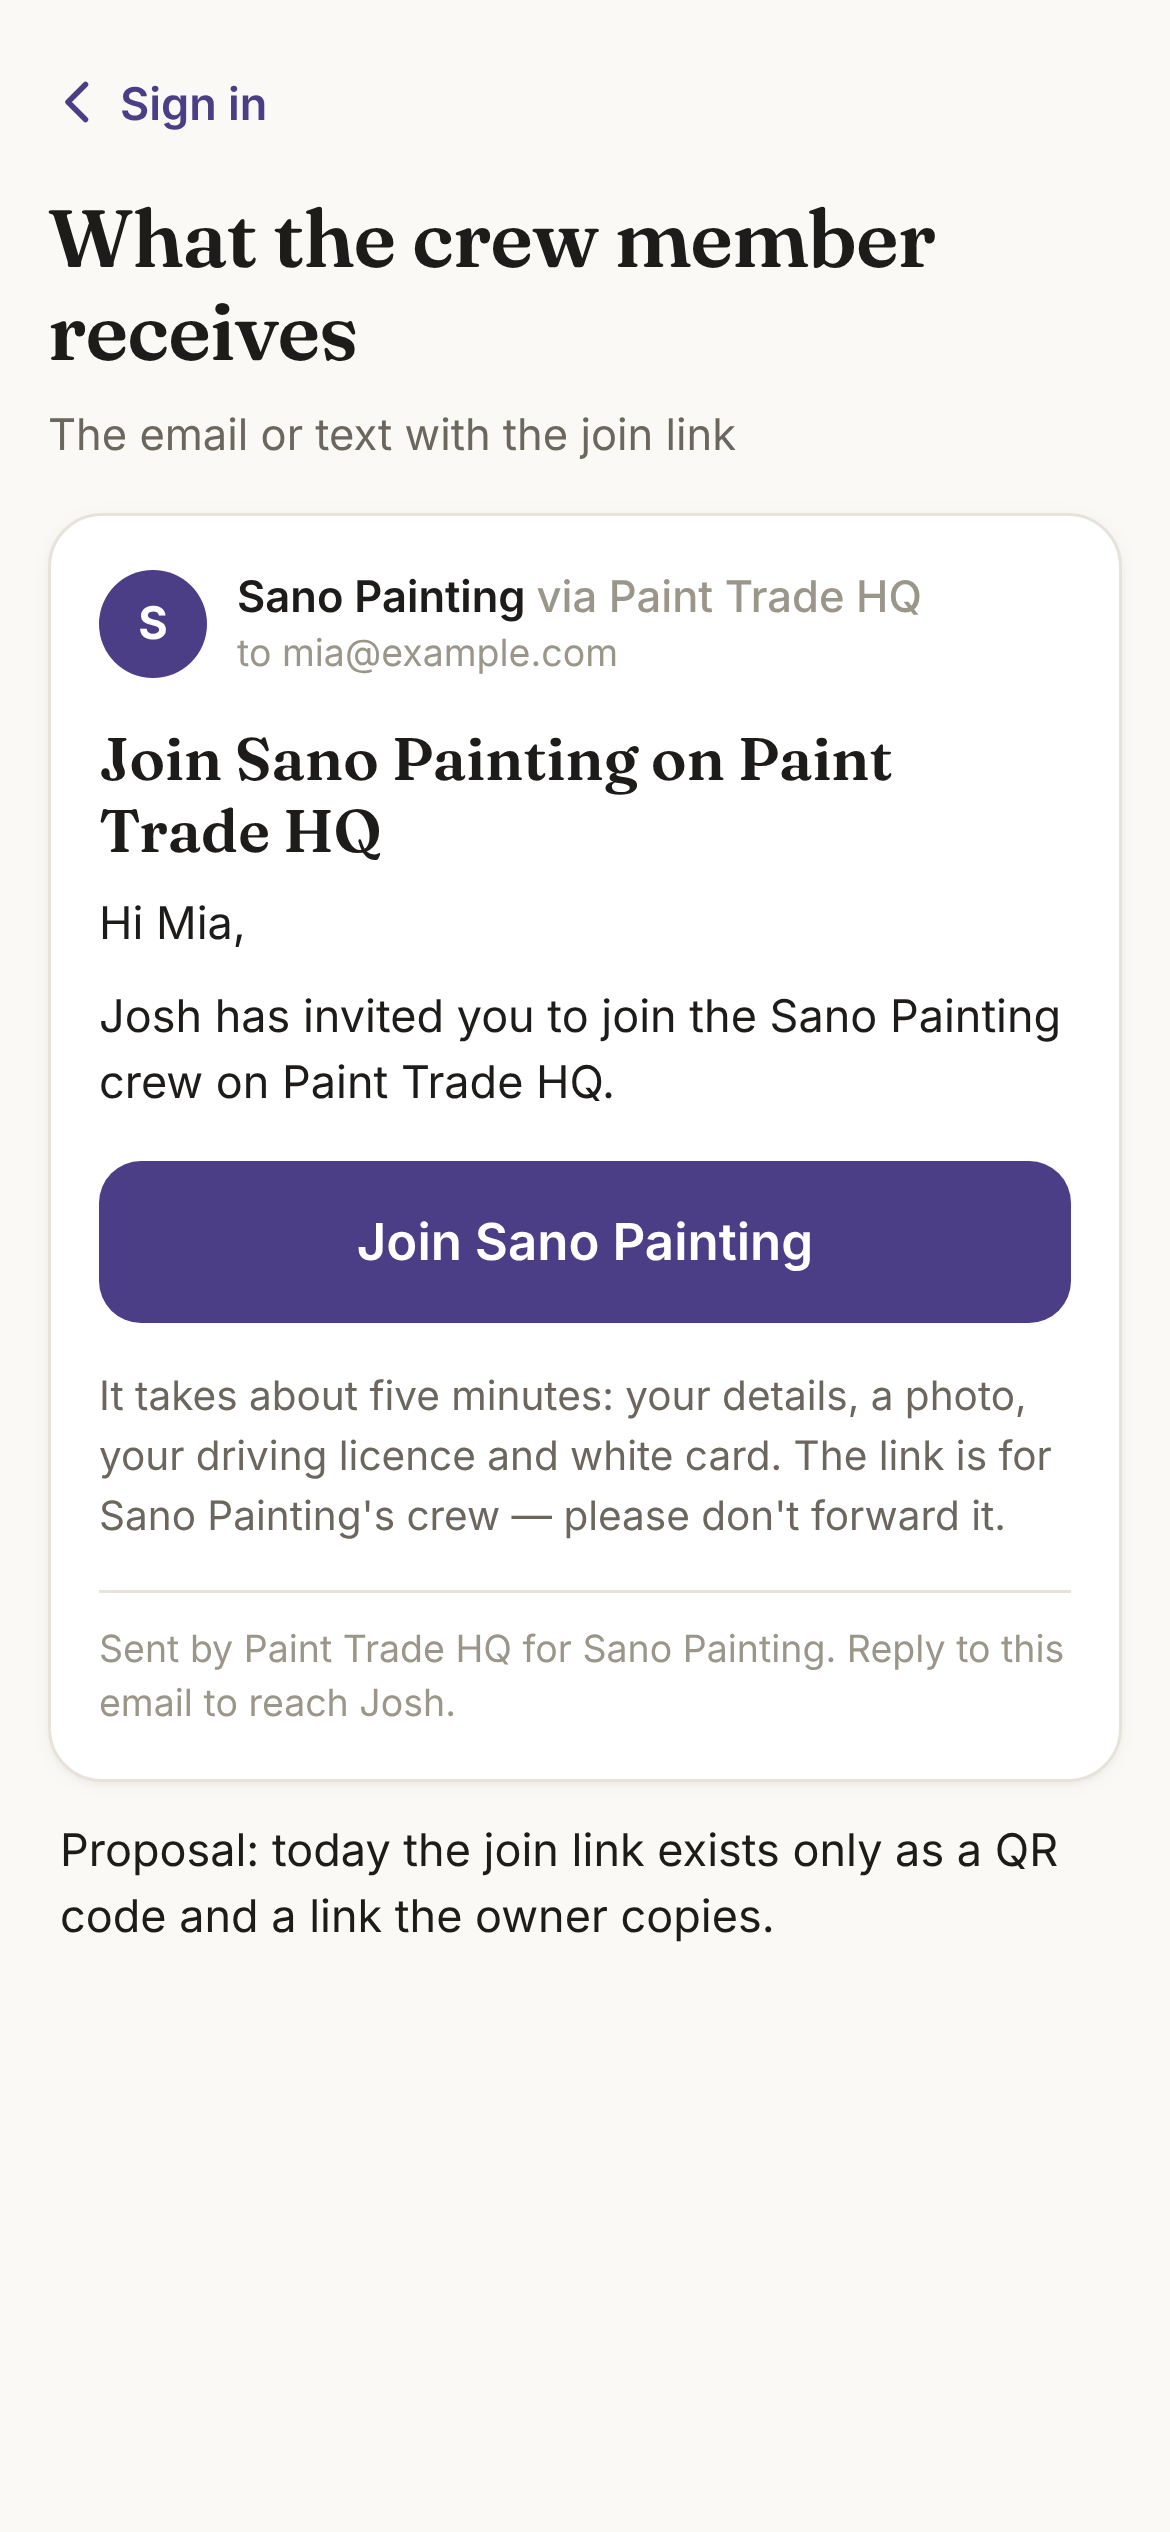 Sign in
What the crew member
receives
The email or text with the join link
S
Sano Painting via Paint Trade HQ
to mia@example.com
Join Sano Painting on Paint
Trade HQ
Hi Mia,
Josh has invited you to join the Sano Painting
crew on Paint Trade HQ.
Join Sano Painting
It takes about five minutes: your details, a photo,
your driving licence and white card. The link is for
Sano Painting's crew — please don't forward it.
Sent by Paint Trade HQ for Sano Painting. Reply to this
email to reach Josh.
Proposal: today the join link exists only as a QR
code and a link the owner copies.